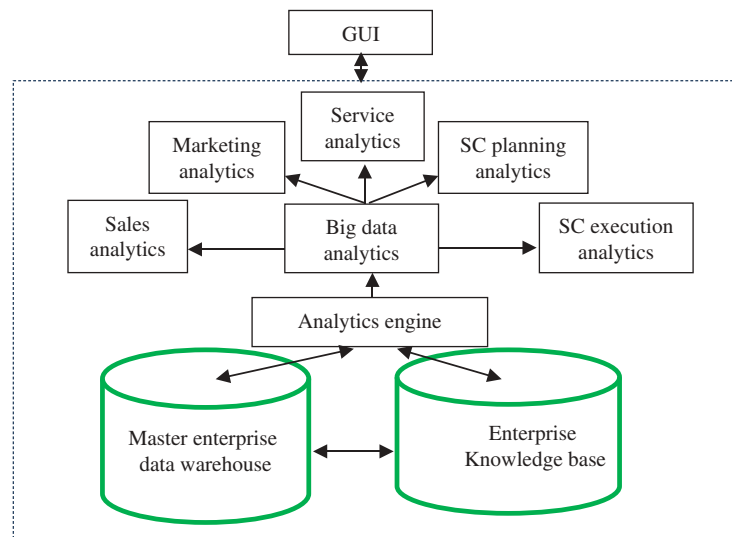 GUI
Service
analytics
Marketing
analytics
SC planning
analytics
Sales
analytics
Big data
analytics
SC execution
analytics
Analytics engine
Master enterprise
data warehouse
Enterprise
Knowledge base